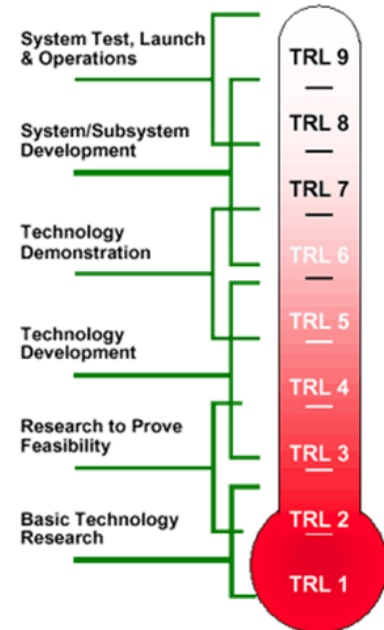 System Test, Launch
& Operations
System/Subsystem
Development
Technology
Demonstration
Technology
Development
Research to Prove
Feasibility
Basic Technology
Research
TRL 9
TRL 8
TRL 7
TRL 6
TRL 5
TRL 4
TRL 3
TRL 2
TRL 1